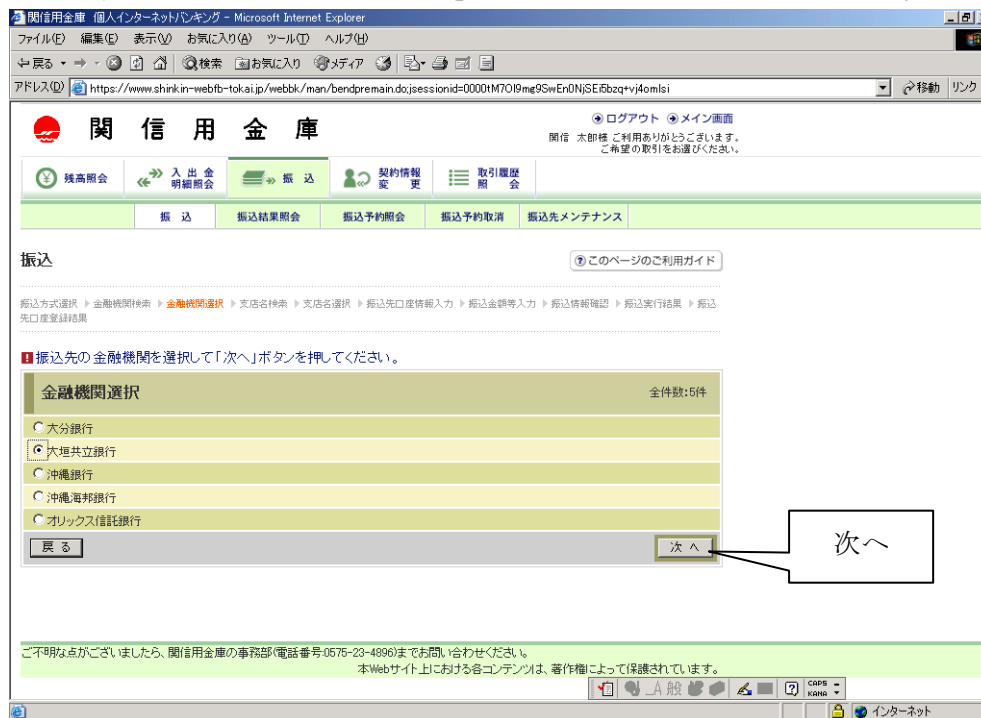 関信用金庫 個人インターネットバンキング - Microsoft Internet Explorer
ファイル(F) 編集(E) 表示(V) お気に入り(A) ツール(T) ヘルプ(H)
戻る 検索 お気に入り メディア
アドレス(D) https://www.shinkin-webfb-tokai.jp/webbk/man/bendpremain.do;jsessionid=0000tM7OI9mg9SwEn0NjSEi5bzq+vj4omlsi 移動 リンク
関 信 用 金 庫
ログアウト メイン画面
関信 太郎様 ご利用ありがとうございます。
ご希望の取引をお選びください。
残高照会 入出金明細照会 振込 契約情報変更 取引履歴照会
振込 振込結果照会 振込予約照会 振込予約取消 振込先メンテナンス
振込 このページのご利用ガイド
振込方式選択 金融機関検索 金融機関選択 支店名検索 支店名選択 振込先口座情報入力 振込金額等入力 振込情報確認 振込実行結果 振込
先口座登録結果
振込先の金融機関を選択して「次へ」ボタンを押してください。
金融機関選択 全件数:5件
大分銀行
大垣共立銀行
沖縄銀行
沖縄海邦銀行
オリックス信託銀行
戻る 次へ
次へ
ご不明な点がございましたら、関信用金庫の事務部(電話番号:0575-23-4896)までお問い合わせください。
本Webサイト上における各コンテンツは、著作権によって保護されています。
A 般 CAPS KANA
インターネット